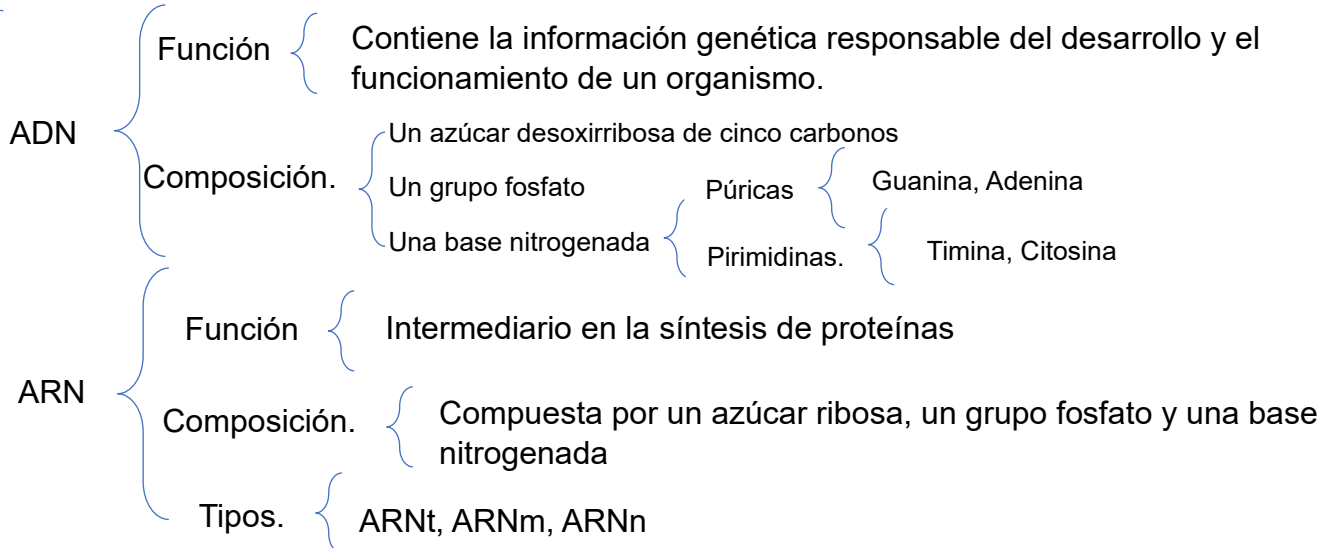 ADN
Función
Contiene la información genética responsable del desarrollo y el
funcionamiento de un organismo.
Composición.
Un azúcar desoxirribosa de cinco carbonos
Un grupo fosfato
Una base nitrogenada
Púricas
Guanina, Adenina
Pirimidinas.
Timina, Citosina
ARN
Función
Intermediario en la síntesis de proteínas
Composición.
Compuesta por un azúcar ribosa, un grupo fosfato y una base
nitrogenada
Tipos.
ARNt, ARNm, ARNn